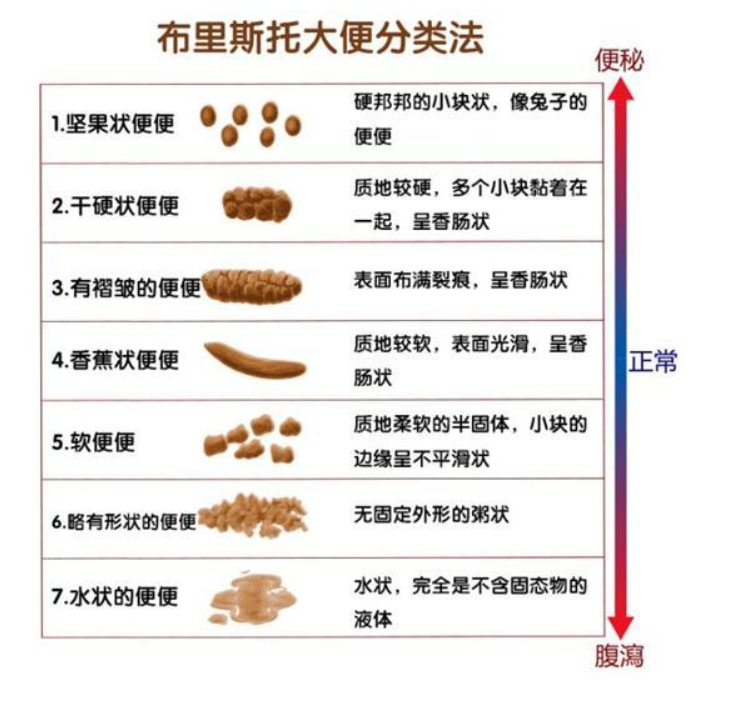 布里斯托大便分类法
便秘
1.坚果状便便
硬邦邦的小块状，像兔子的
便便
2.干硬状便便
质地较硬，多个小块黏着在
一起，呈香肠状
3.有褶皱的便便
表面布满裂痕，呈香肠状
4.香蕉状便便
质地较软，表面光滑，呈香
肠状
正常
5.软便便
质地柔软的半固体，小块的
边缘呈不平滑状
6.略有形状的便便
无固定外形的粥状
7.水状的便便
水状，完全是不含固态物的
液体
腹瀉